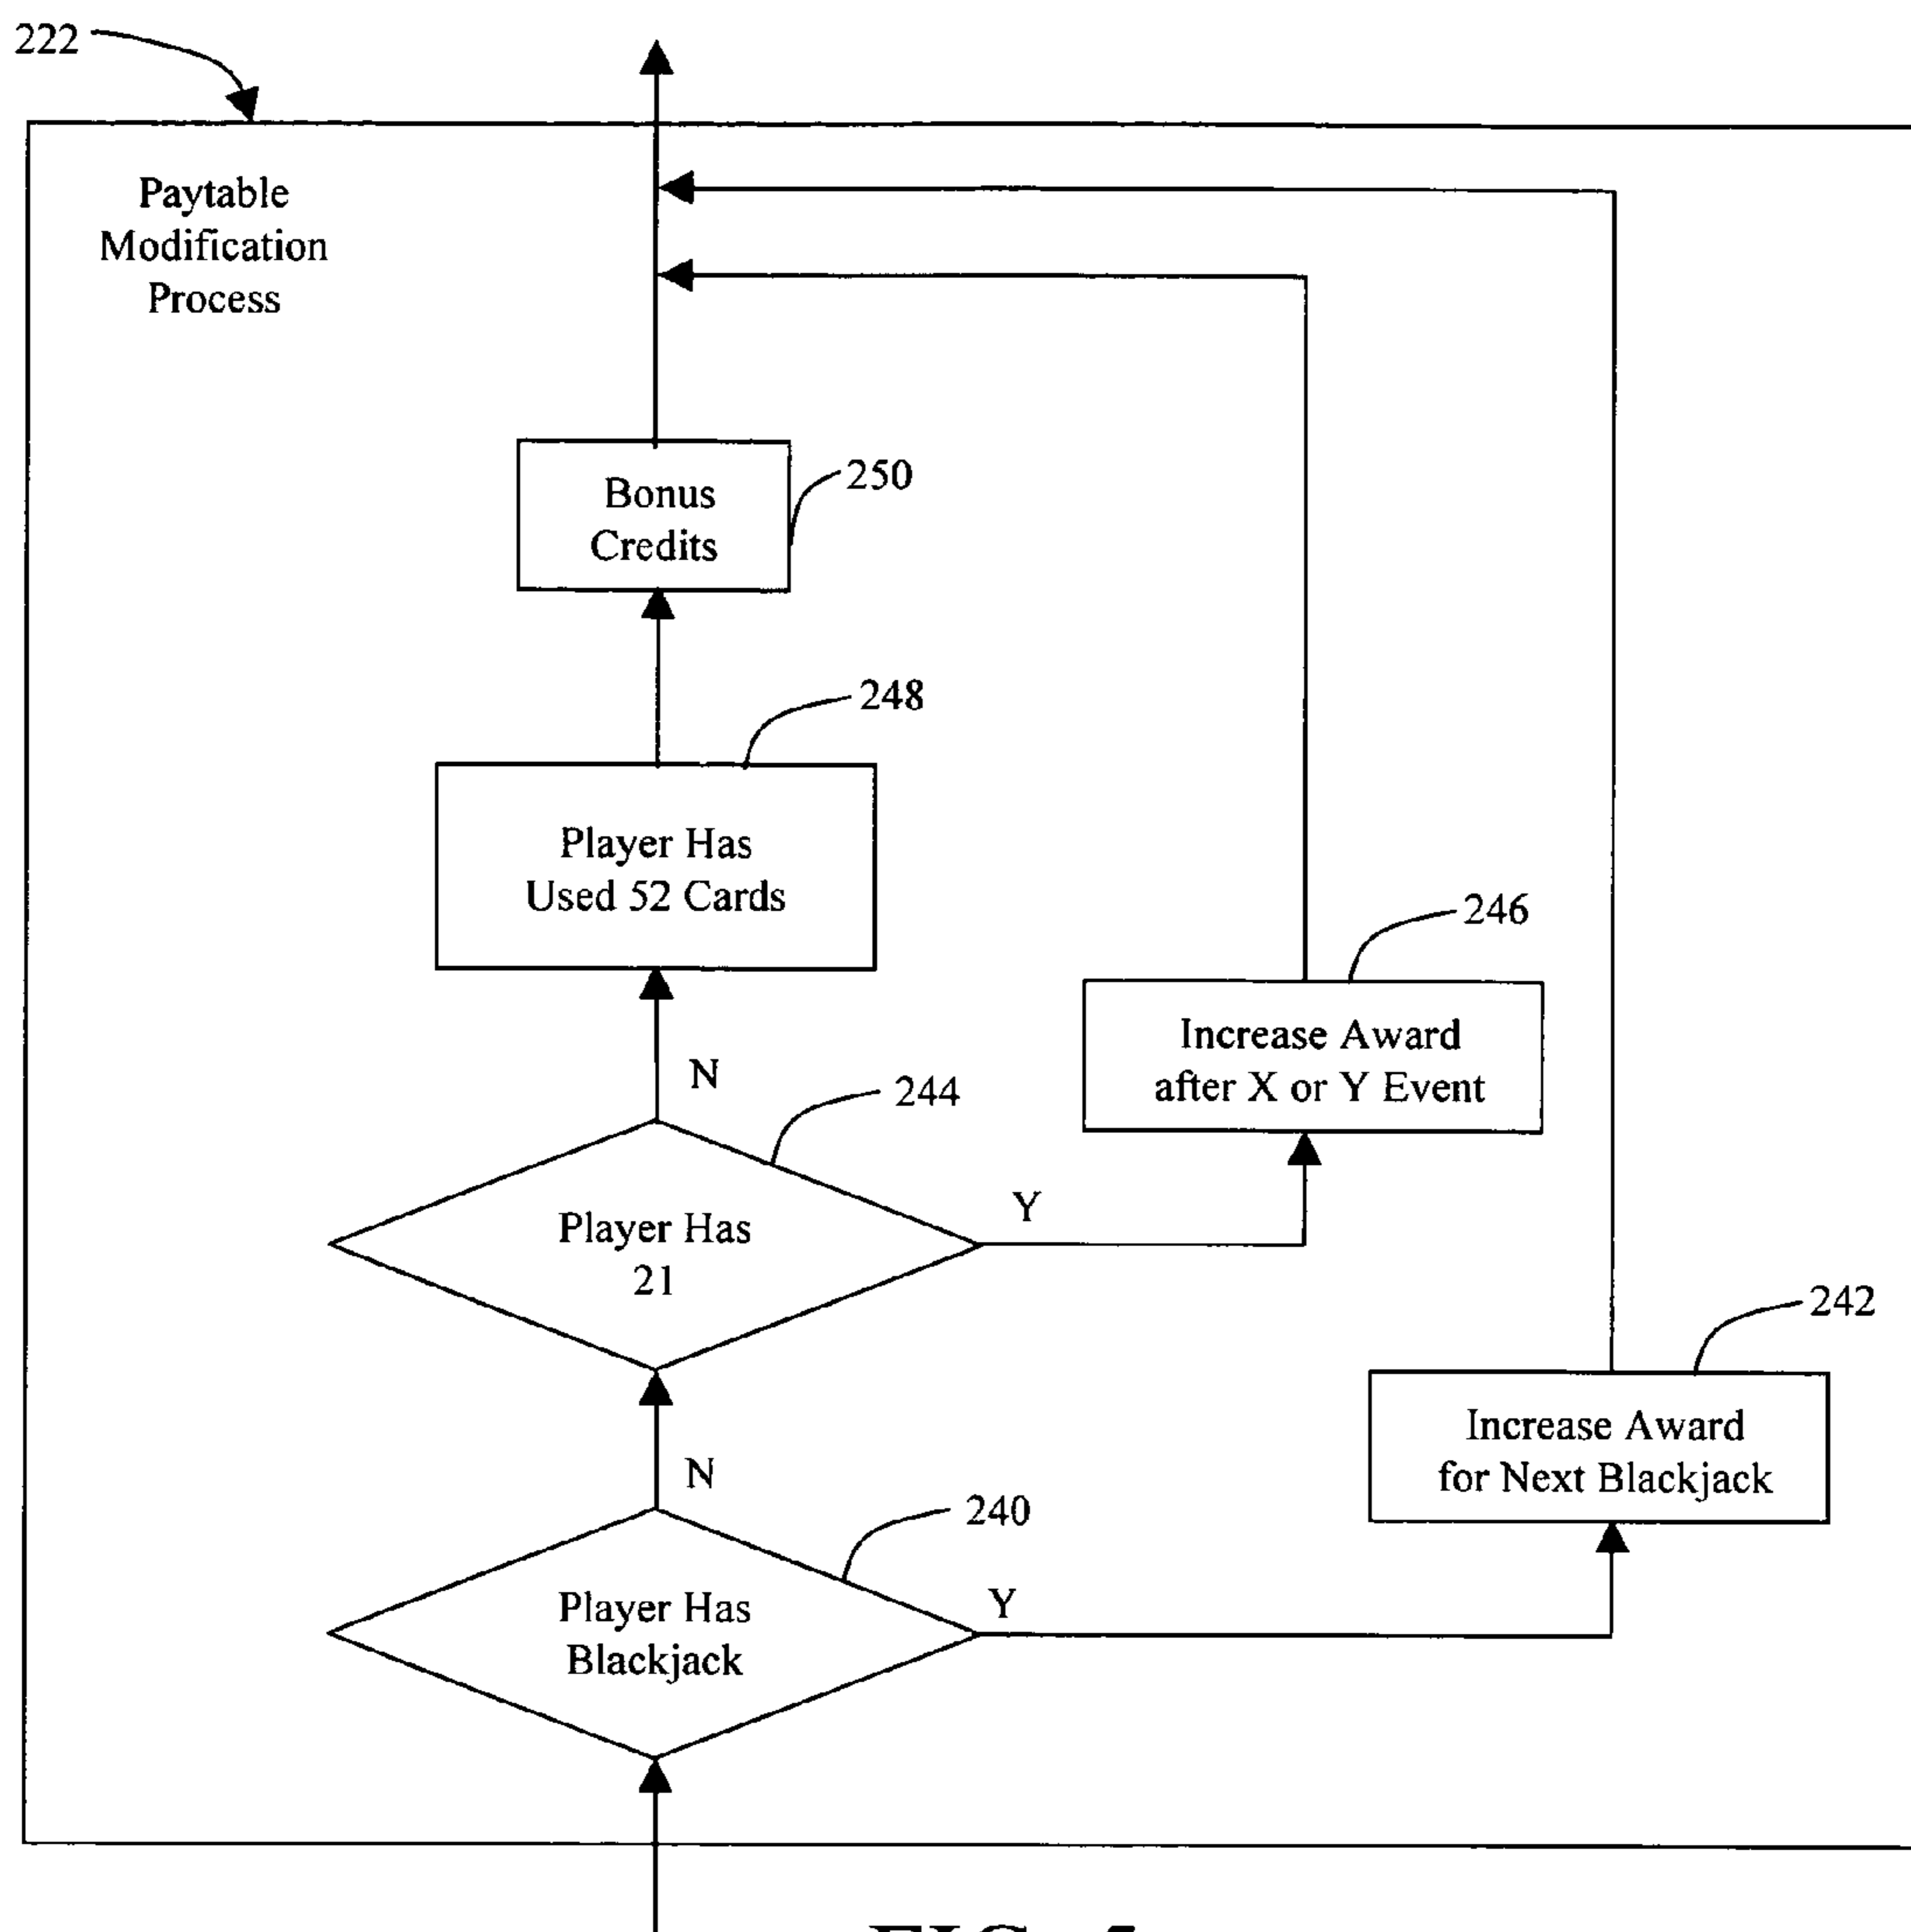 222
Paytable
Modification
Process
Bonus
Credits
250
248
Player Has
Used 52 Cards
246
Increase Award
after X or Y Event
N
244
Y
Player Has
21
242
Increase Award
for Next Blackjack
N
240
Y
Player Has
Blackjack